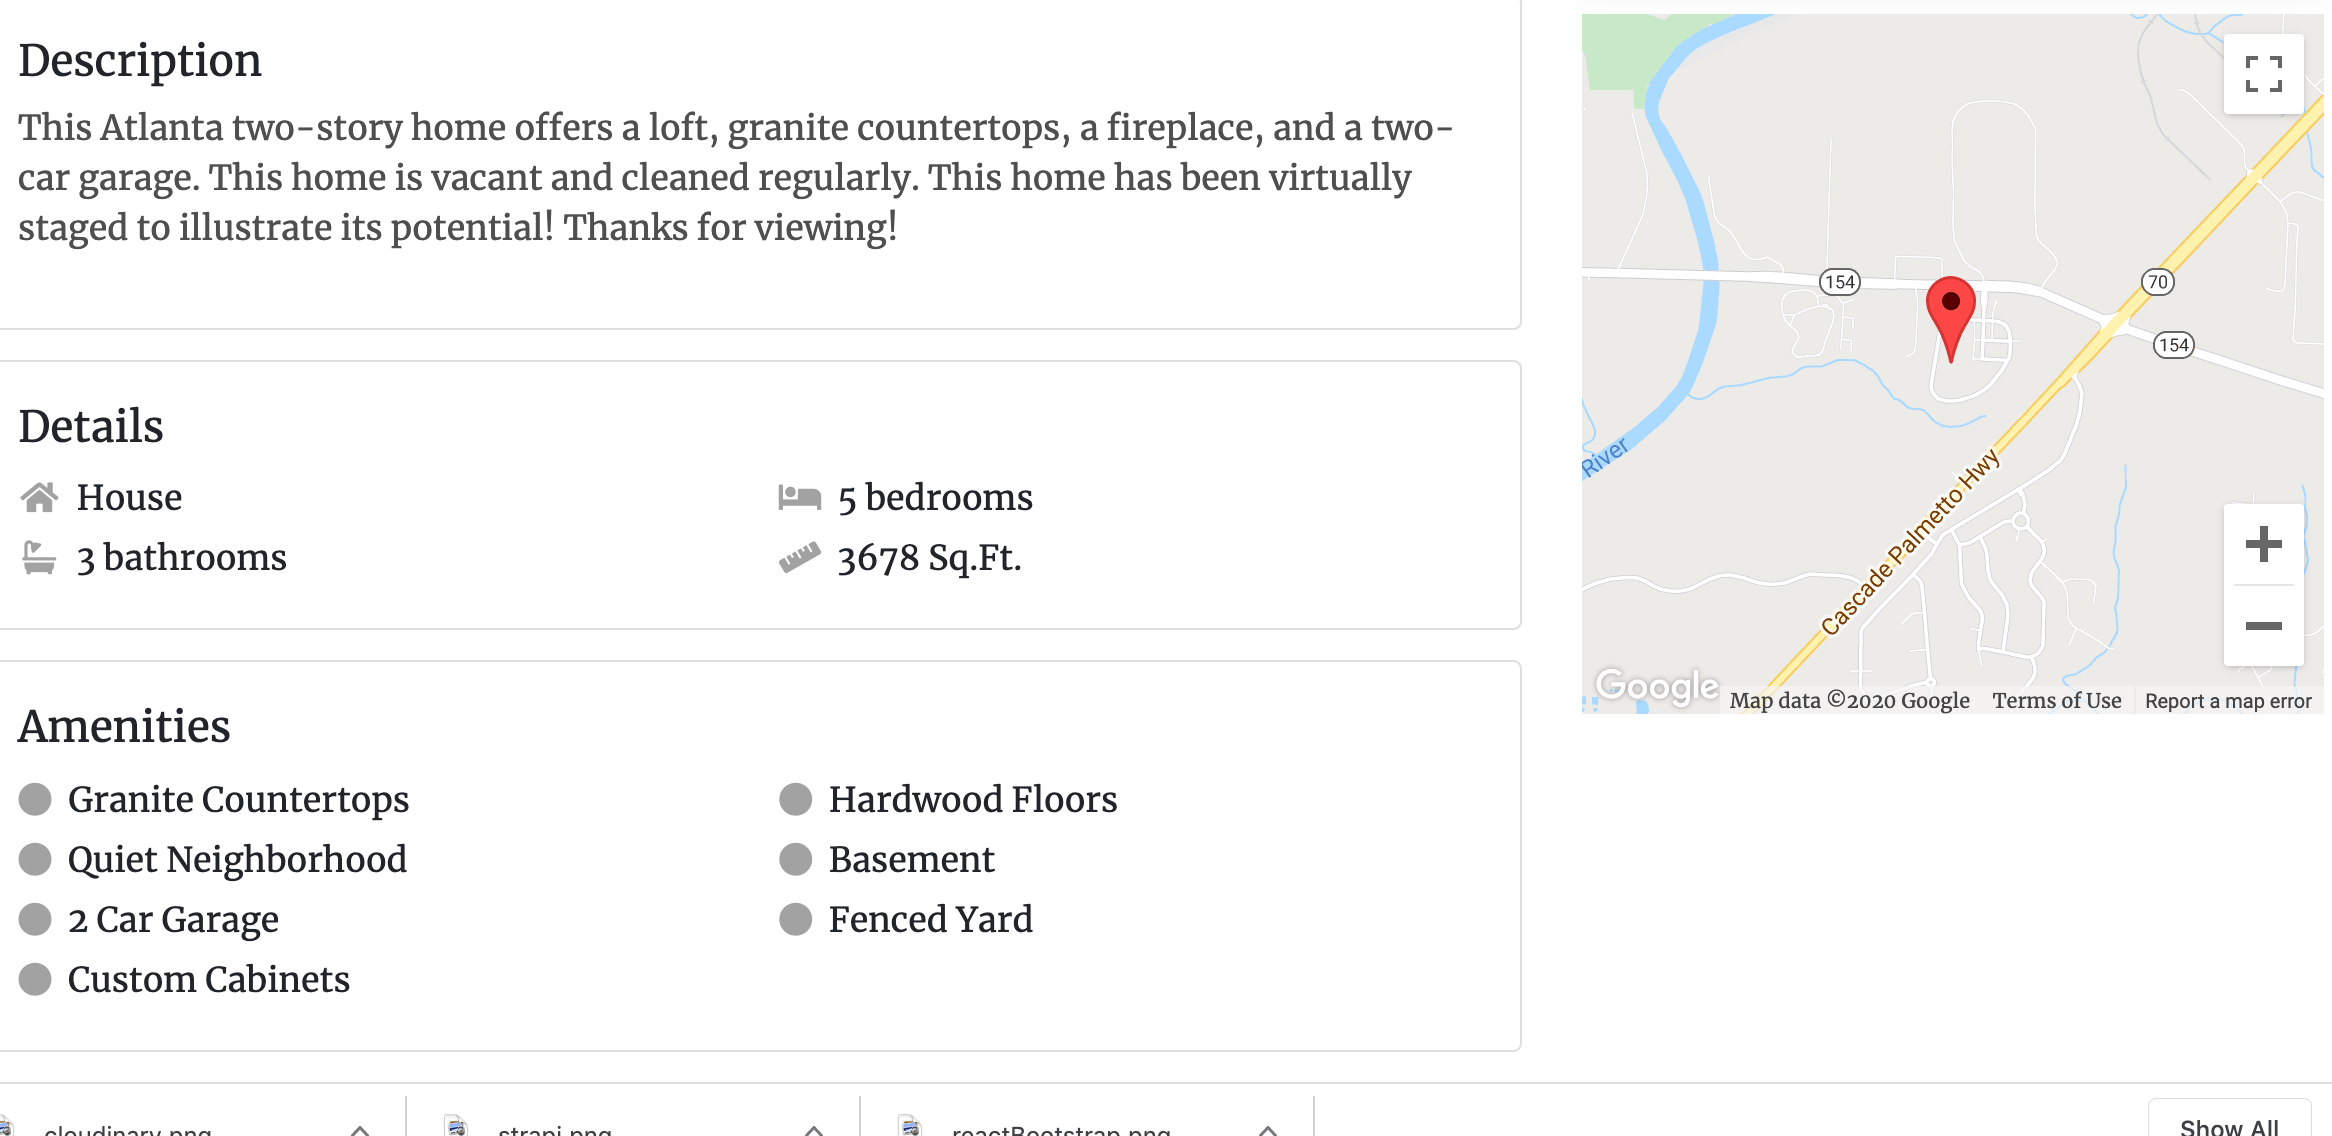 Description
This Atlanta two-story home offers a loft, granite countertops, a fireplace, and a two-
car garage. This home is vacant and cleaned regularly. This home has been virtually
staged to illustrate its potential! Thanks for viewing!
Details
House
5 bedrooms
3 bathrooms
3678 Sq.Ft.
Amenities
Granite Countertops
Hardwood Floors
Quiet Neighborhood
Basement
2 Car Garage
Fenced Yard
Custom Cabinets
154
70
154
River
Cascade Palmetto Hwy
Google
Map data ©2020 Google
Terms of Use
Report a map error
cloudinary.png
strapi.png
reactBootstrap.png
Show All